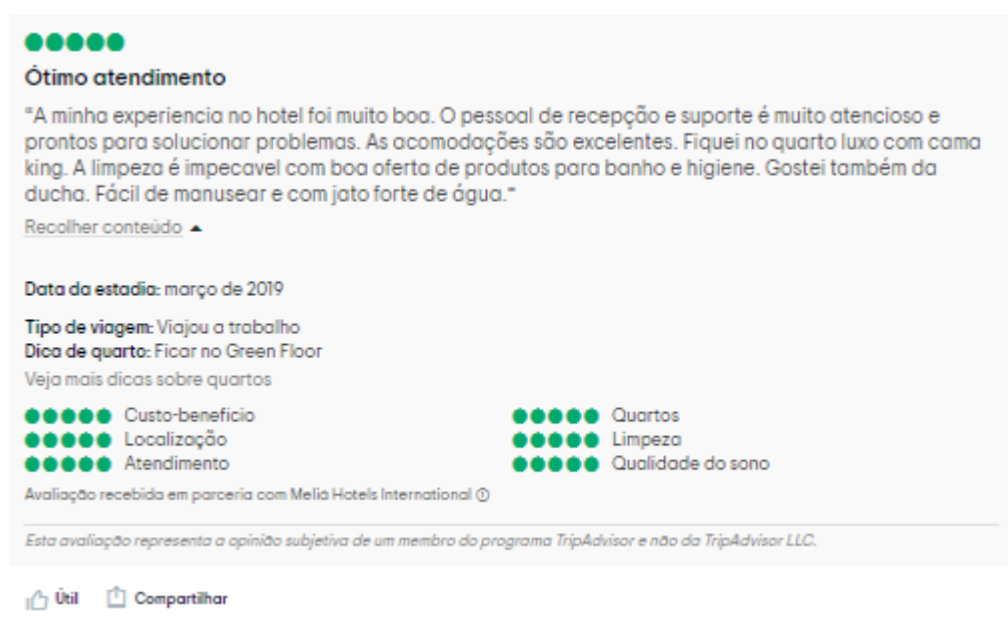 Ótimo atendimento
"A minha experiencia no hotel foi muito boa. O pessoal de recepção e suporte é muito atencioso e
prontos para solucionar problemas. As acomodações são excelentes. Fiquei no quarto luxo com cama
king. A limpeza é impecavel com boa oferta de produtos para banho e higiene. Gostei também da
ducha. Fácil de manusear e com jato forte de água."
Recolher conteúdo
Data da estadia: março de 2019
Tipo de viagem: Viajou a trabalho
Dica de quarto: Ficar no Green Floor
Veja mais dicas sobre quartos
Custo-benefício Quartos
Localização Limpeza
Atendimento Qualidade do sono
Avaliação recebida em parceria com Meliá Hotels International
Esta avaliação representa a opinião subjetiva de um membro do programa TripAdvisor e não da TripAdvisor LLC.
Útil Compartilhar